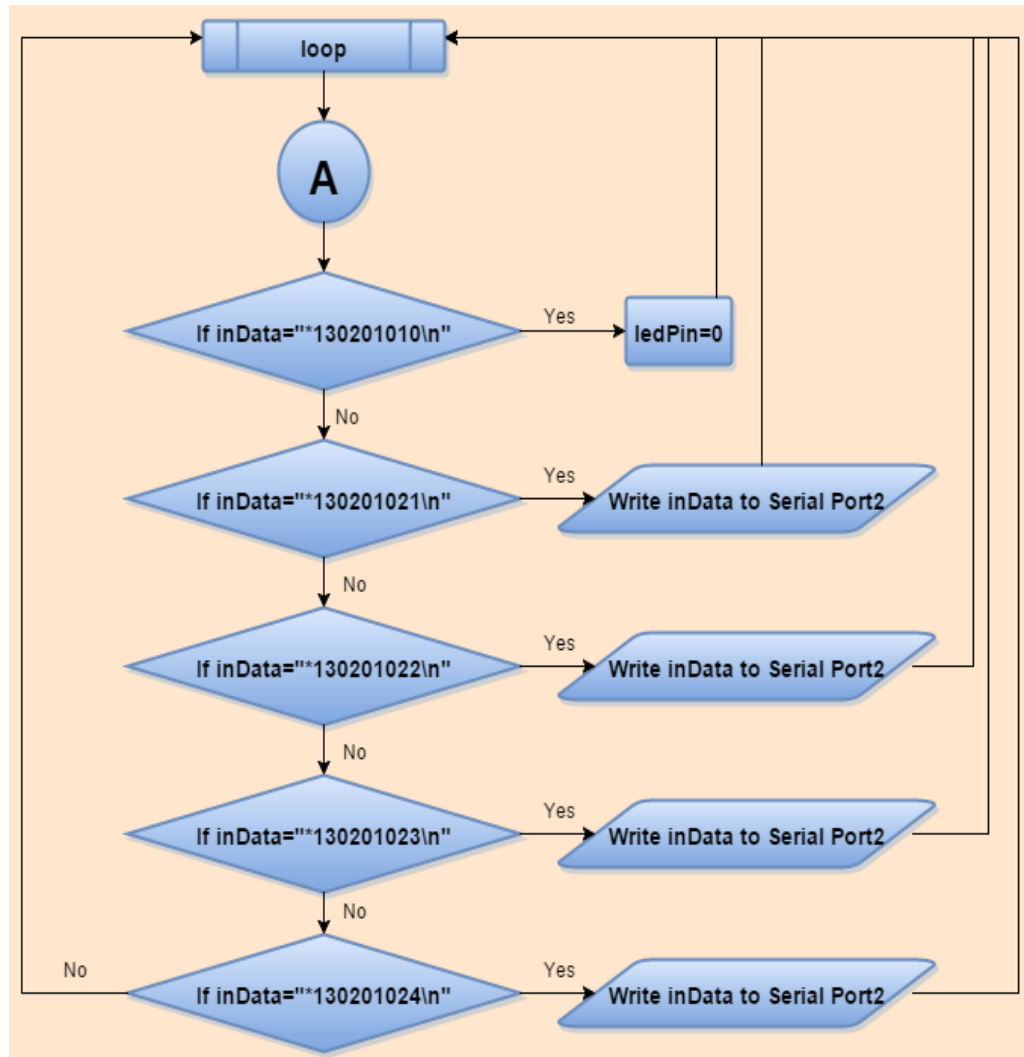 loop
A
If inData="*130201010\n"
Yes
ledPin=0
No
If inData="*130201021\n"
Yes
Write inData to Serial Port2
No
If inData="*130201022\n"
Yes
Write inData to Serial Port2
No
If inData="*130201023\n"
Yes
Write inData to Serial Port2
No
No
If inData="*130201024\n"
Yes
Write inData to Serial Port2